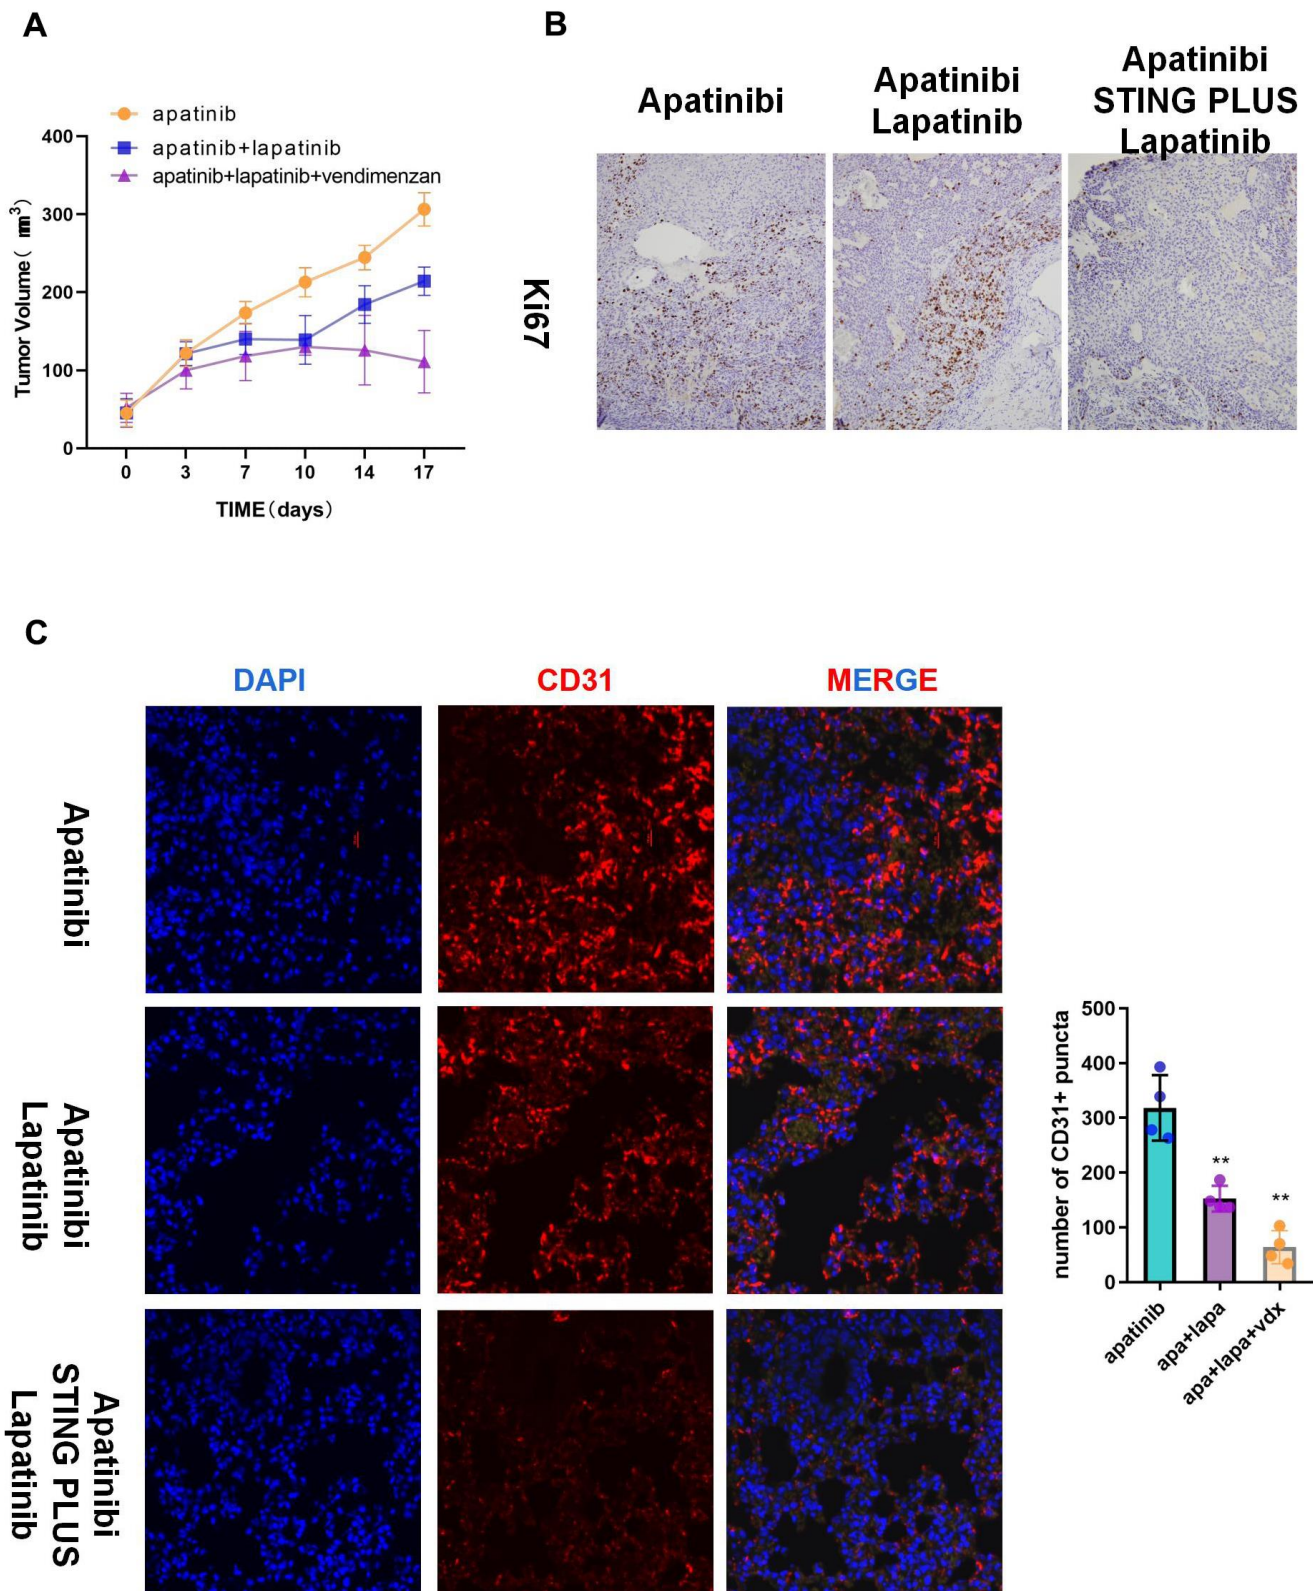 A
apatinib
apatinib+lapatinib
apatinib+lapatinib+vendimenzan
400
300
200
100
0
Tumor Volume( mm³)
0 3 7 10 14 17
TIME(days)
B
Apatinibi
Apatinibi
Lapatinib
Apatinibi
STING PLUS
Lapatinib
Ki67
C
DAPI CD31 MERGE
Apatinibi
Apatinibi
Lapatinib
Apatinibi
STING PLUS
Lapatinib
500
400
300
200
100
0
number of CD31+ puncta
**
**
apatinib
apa+lapa
apa+lapa+vdx